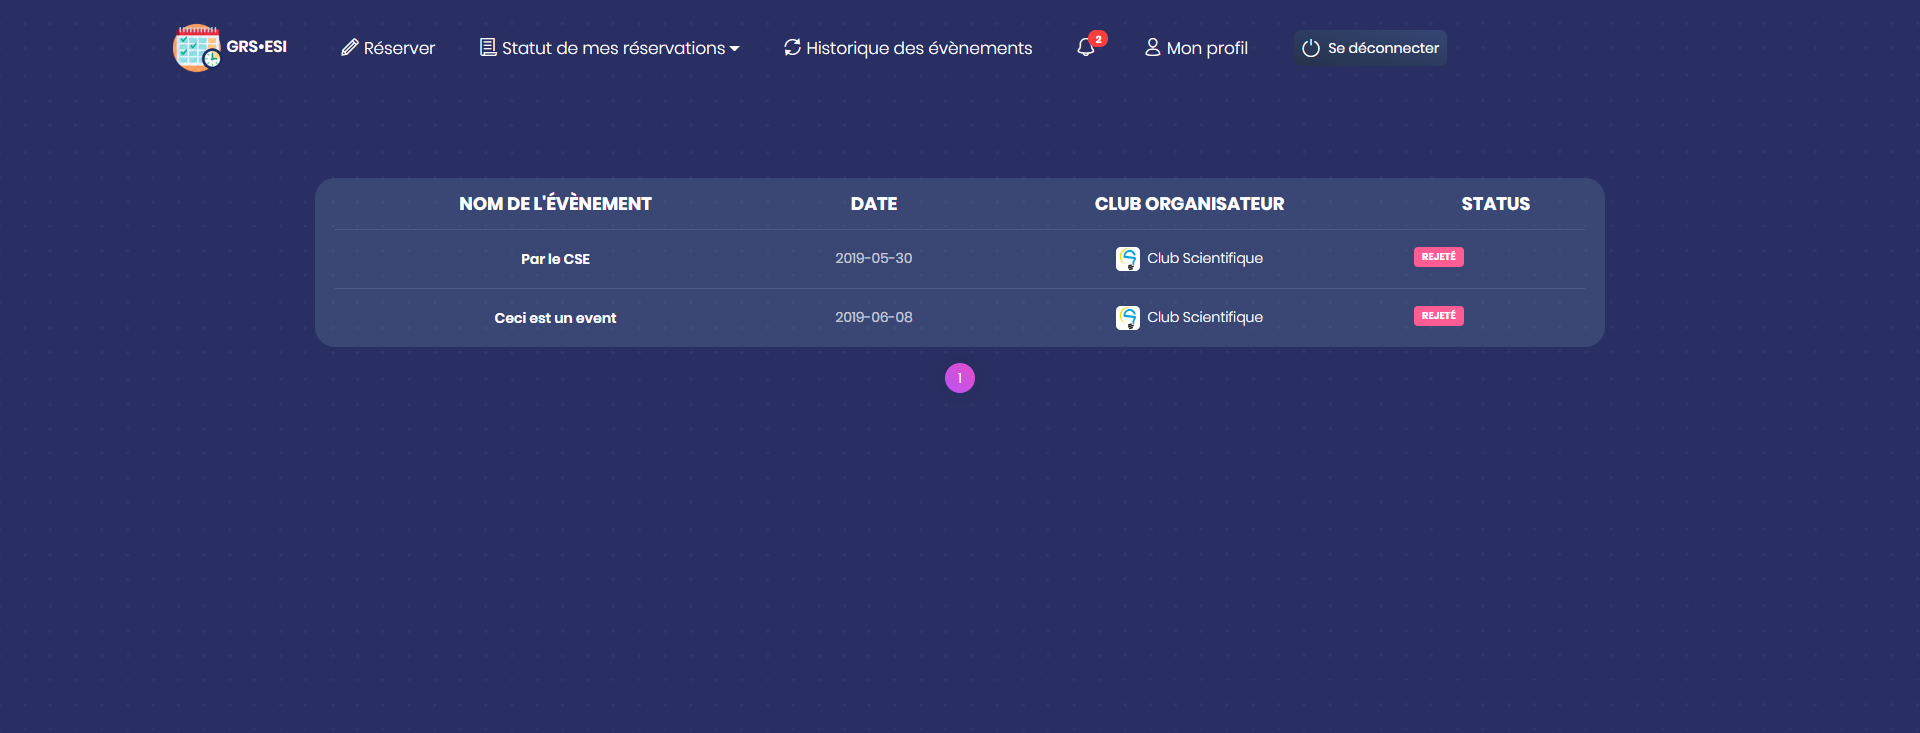 GRS•ESI
Réserver
Statut de mes réservations
Historique des évènements
2
Mon profil
Se déconnecter
NOM DE L'ÉVÈNEMENT DATE CLUB ORGANISATEUR STATUS
Par le CSE 2019-05-30 Club Scientifique REJETÉ
Ceci est un event 2019-06-08 Club Scientifique REJETÉ
1